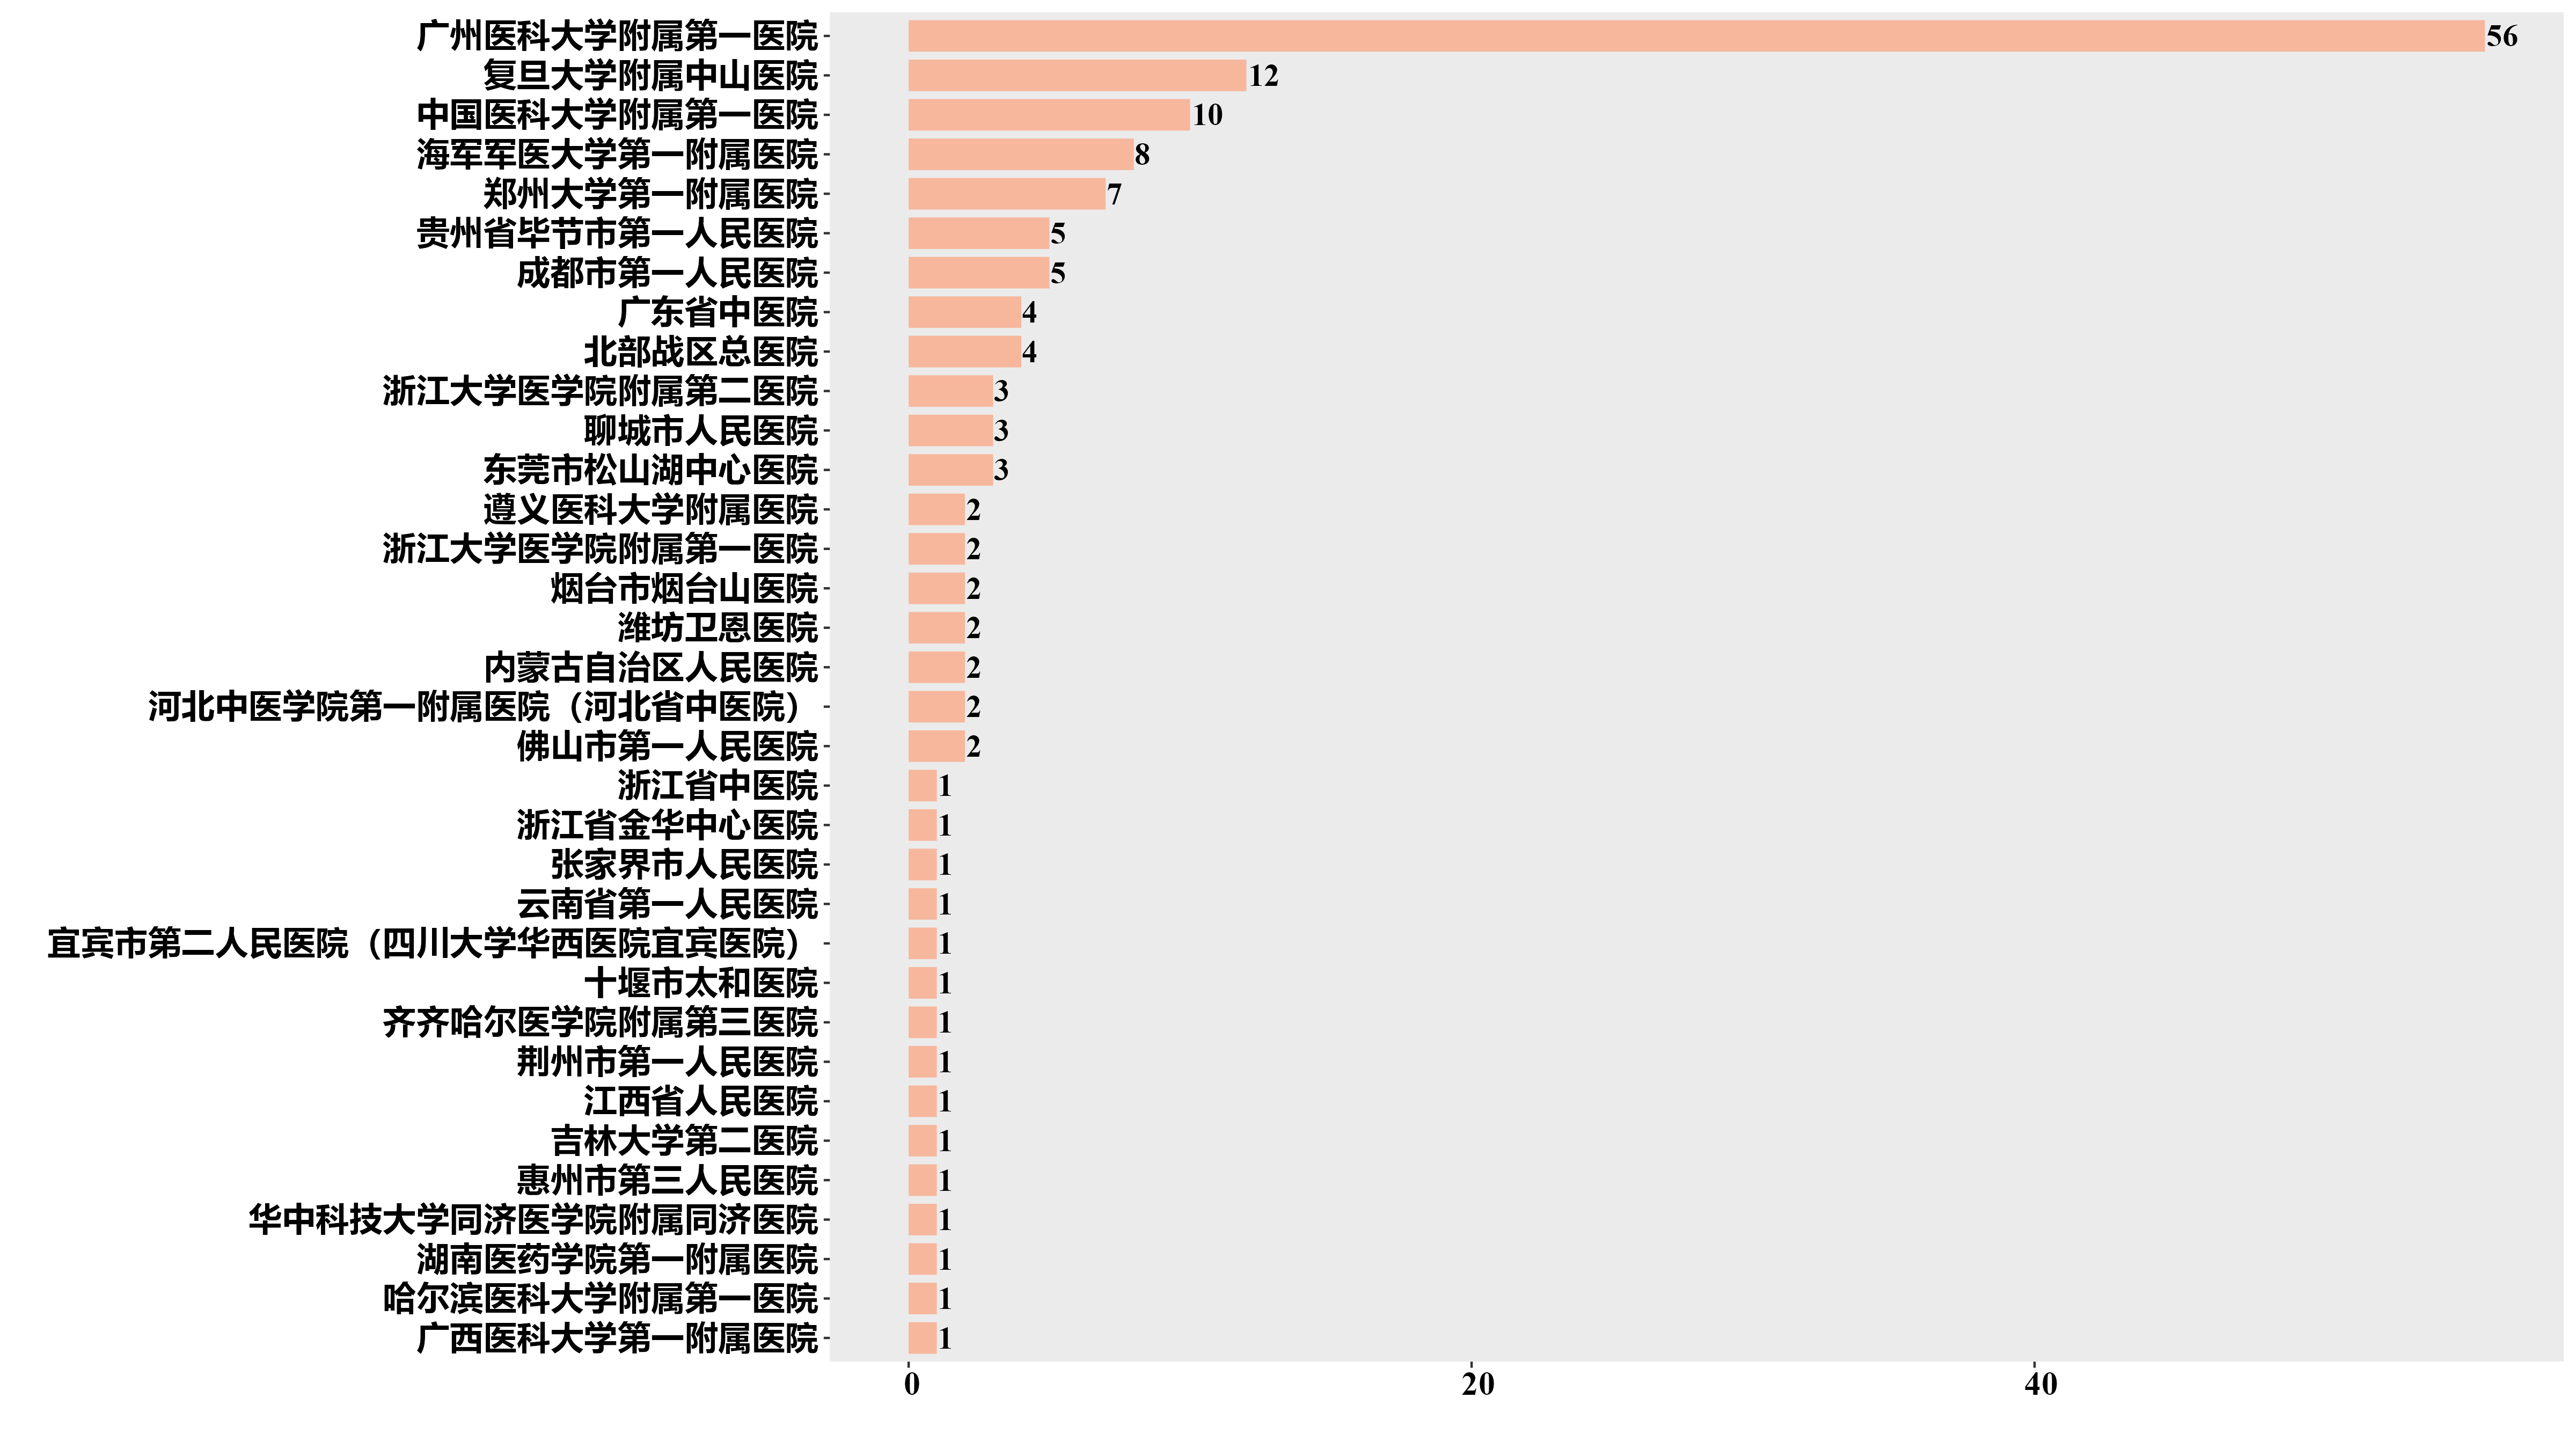 广州医科大学附属第一医院 56
复旦大学附属中山医院 12
中国医科大学附属第一医院 10
海军军医大学第一附属医院 8
郑州大学第一附属医院 7
贵州省毕节市第一人民医院 5
成都市第一人民医院 5
广东省中医院 4
北部战区总医院 4
浙江大学医学院附属第二医院 3
聊城市人民医院 3
东莞市松山湖中心医院 3
遵义医科大学附属医院 2
浙江大学医学院附属第一医院 2
烟台市烟台山医院 2
潍坊卫恩医院 2
内蒙古自治区人民医院 2
河北中医学院第一附属医院（河北省中医院） 2
佛山市第一人民医院 2
浙江省中医院 1
浙江省金华中心医院 1
张家界市人民医院 1
云南省第一人民医院 1
宜宾市第二人民医院（四川大学华西医院宜宾医院） 1
十堰市太和医院 1
齐齐哈尔医学院附属第三医院 1
荆州市第一人民医院 1
江西省人民医院 1
吉林大学第二医院 1
惠州市第三人民医院 1
华中科技大学同济医学院附属同济医院 1
湖南医药学院第一附属医院 1
哈尔滨医科大学附属第一医院 1
广西医科大学第一附属医院 1
0 20 40